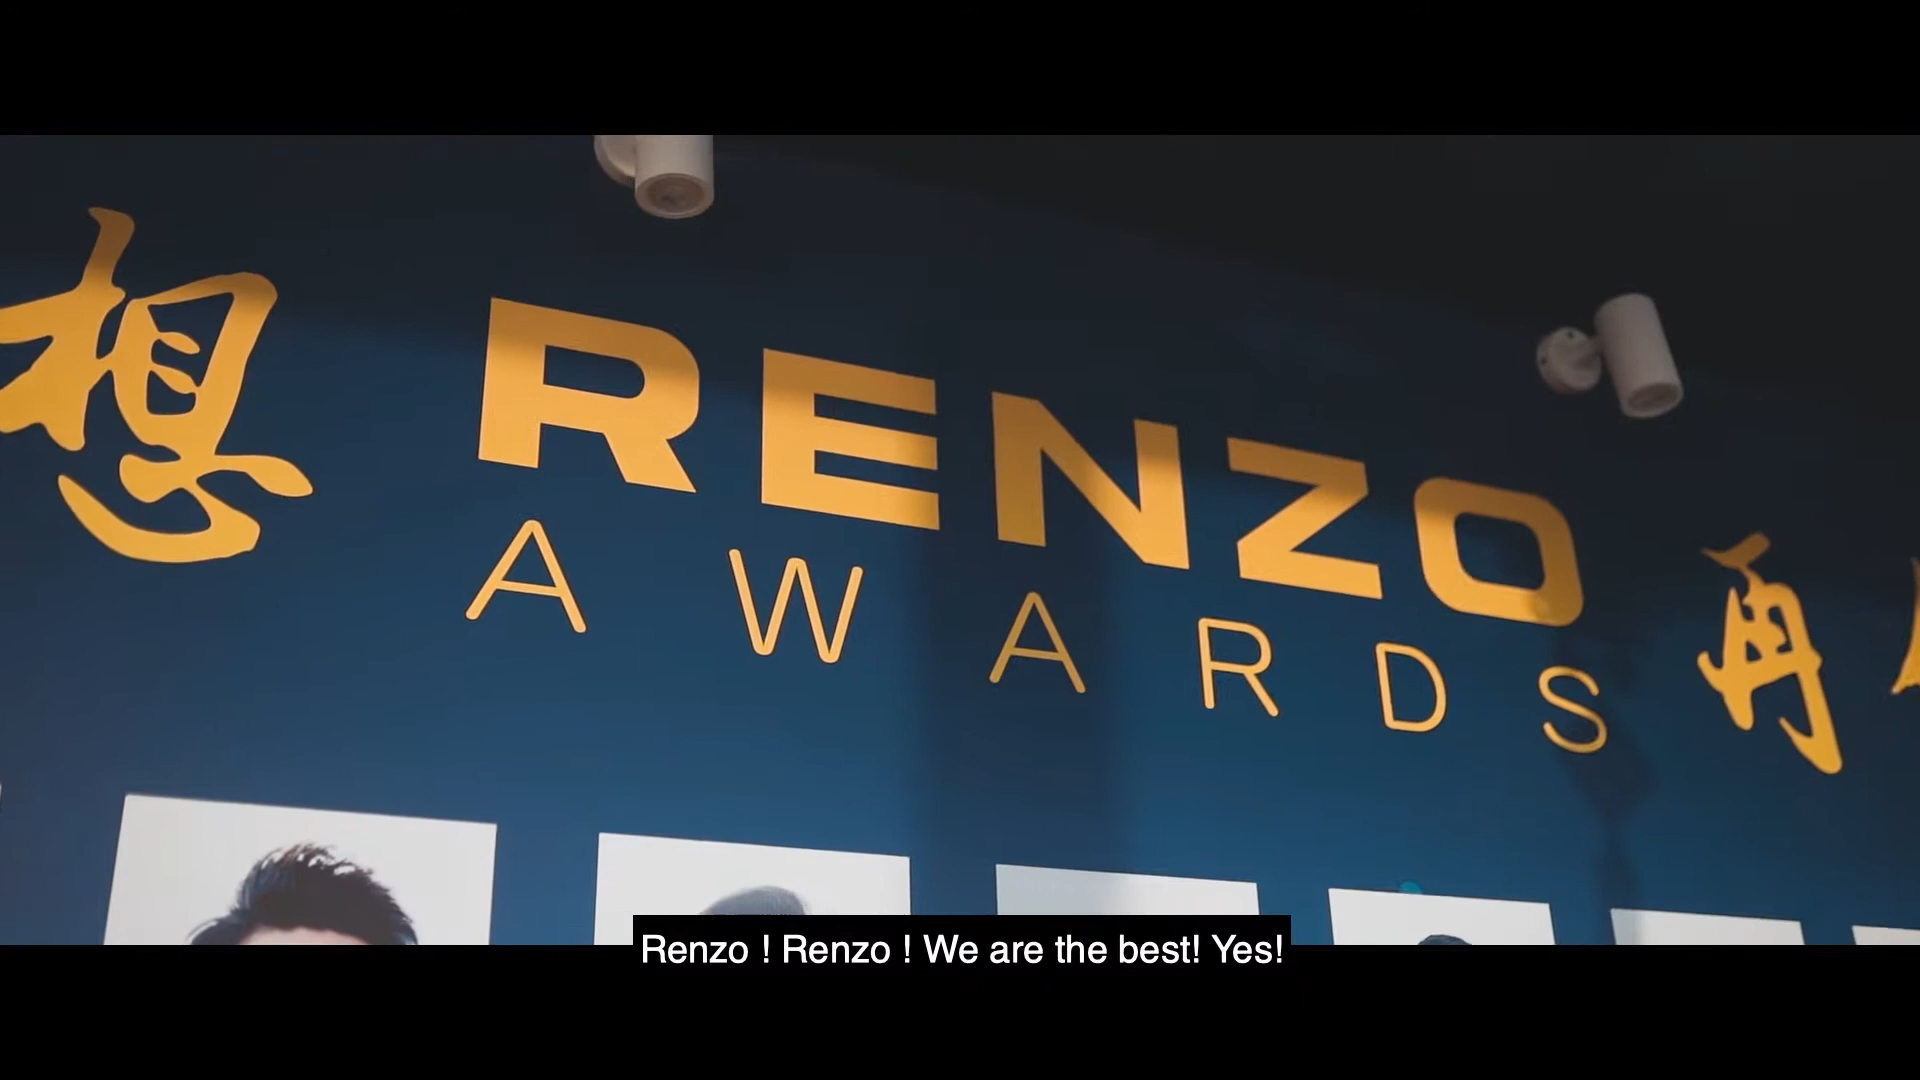 想 RENZO 再
AWARDS
Renzo ! Renzo ! We are the best! Yes!